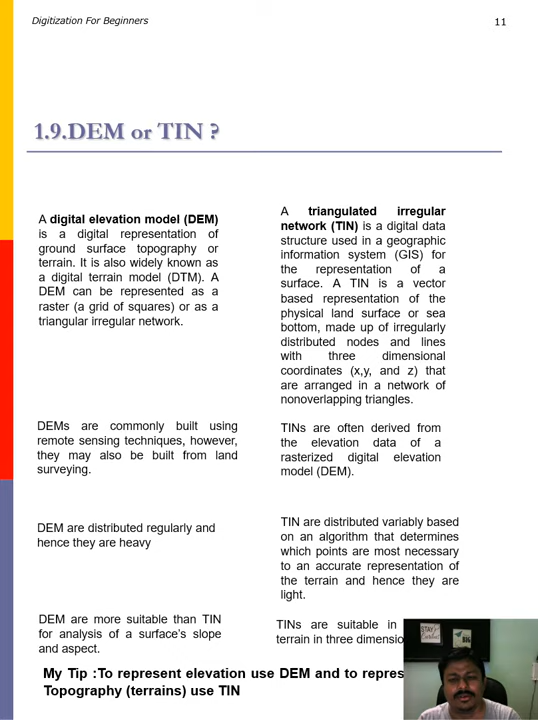 Digitization For Beginners
11
1.9.DEM or TIN ?
A digital elevation model (DEM)
is a digital representation of
ground surface topography or
terrain. It is also widely known as
a digital terrain model (DTM). A
DEM can be represented as a
raster (a grid of squares) or as a
triangular irregular network.
A triangulated irregular
network (TIN) is a digital data
structure used in a geographic
information system (GIS) for
the representation of a
surface. A TIN is a vector
based representation of the
physical land surface or sea
bottom, made up of irregularly
distributed nodes and lines
with three dimensional
coordinates (x,y, and z) that
are arranged in a network of
nonoverlapping triangles.
DEMs are commonly built using
remote sensing techniques, however,
they may also be built from land
surveying.
TINs are often derived from
the elevation data of a
rasterized digital elevation
model (DEM).
DEM are distributed regularly and
hence they are heavy
TIN are distributed variably based
on an algorithm that determines
which points are most necessary
to an accurate representation of
the terrain and hence they are
light.
DEM are more suitable than TIN
for analysis of a surface's slope
and aspect.
TINs are suitable in
terrain in three dimensio
STAY
BIG
My Tip :To represent elevation use DEM and to repres
Topography (terrains) use TIN